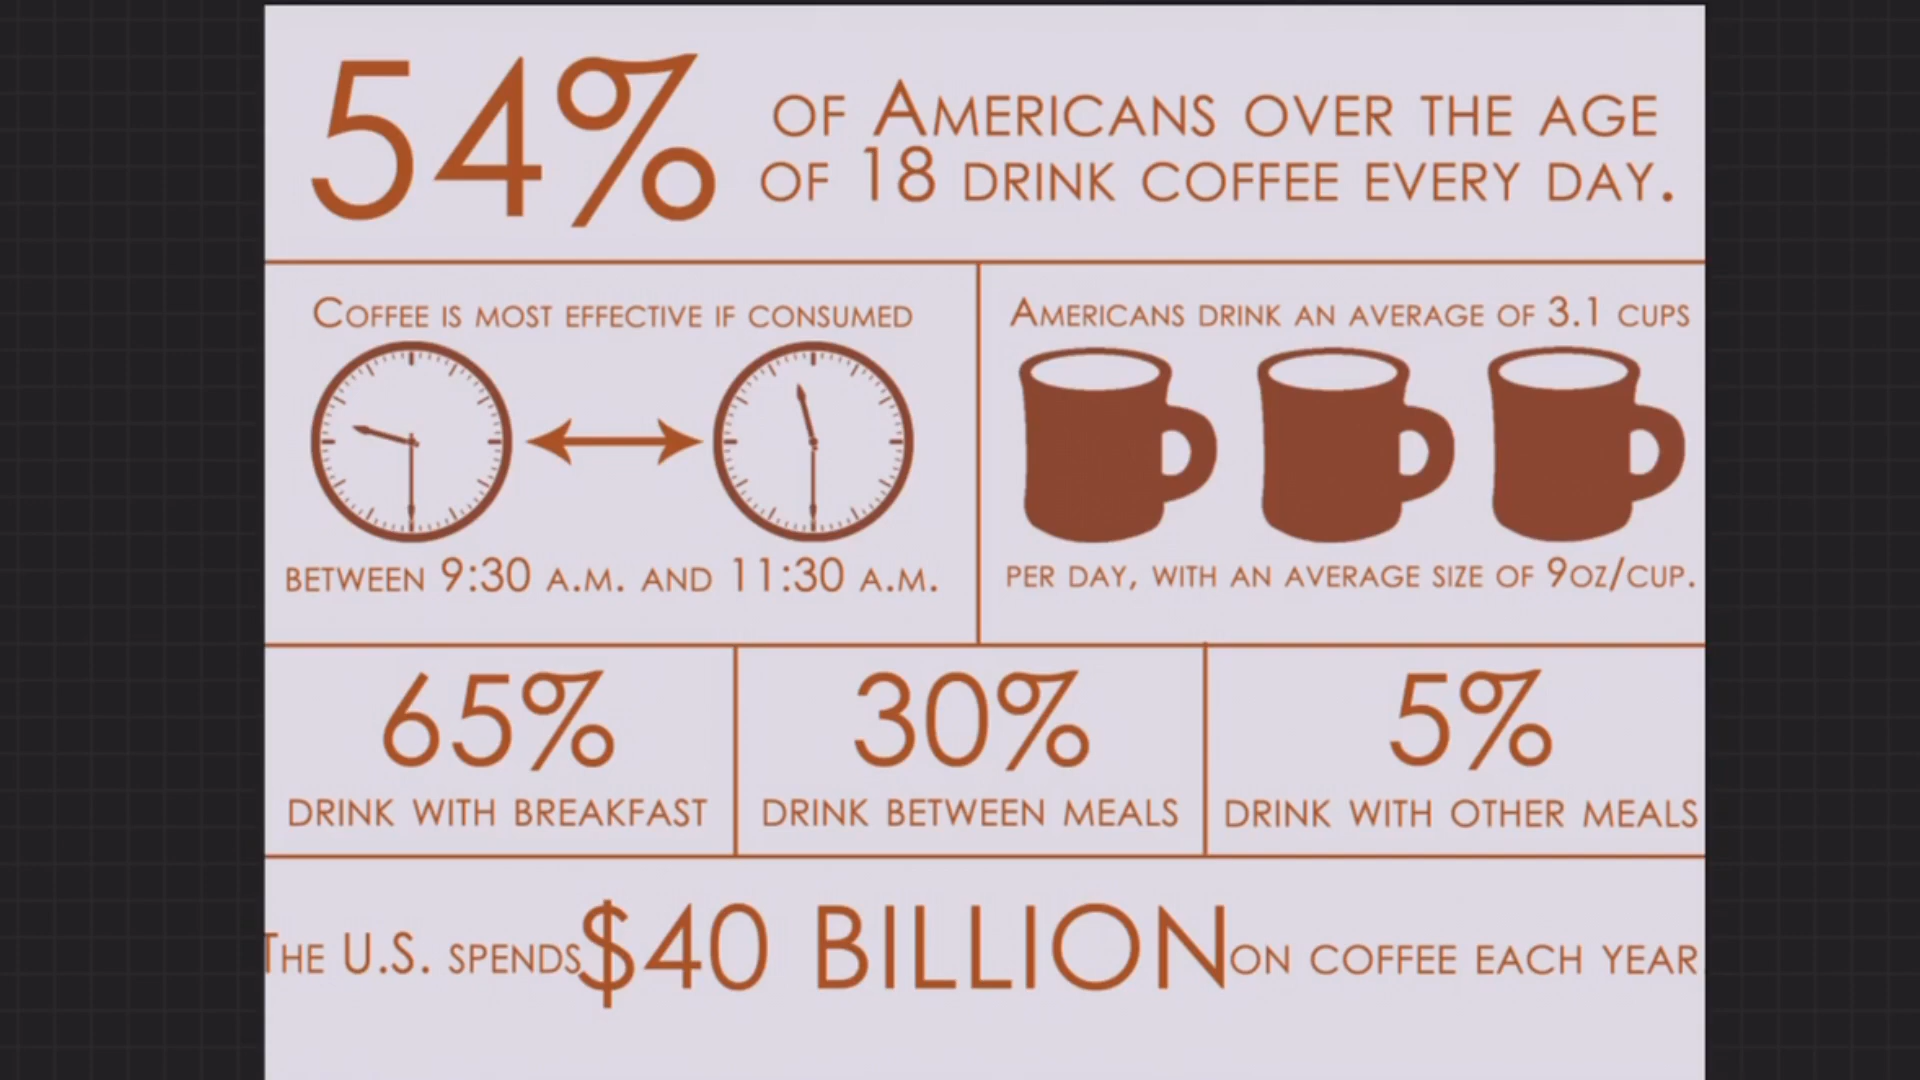 54% OF AMERICANS OVER THE AGE
OF 18 DRINK COFFEE EVERY DAY.
COFFEE IS MOST EFFECTIVE IF CONSUMED
BETWEEN 9:30 A.M. AND 11:30 A.M.
AMERICANS DRINK AN AVERAGE OF 3.1 CUPS
PER DAY, WITH AN AVERAGE SIZE OF 9OZ/CUP.
65%
DRINK WITH BREAKFAST
30%
DRINK BETWEEN MEALS
5%
DRINK WITH OTHER MEALS
THE U.S. SPENDS $40 BILLION ON COFFEE EACH YEAR.